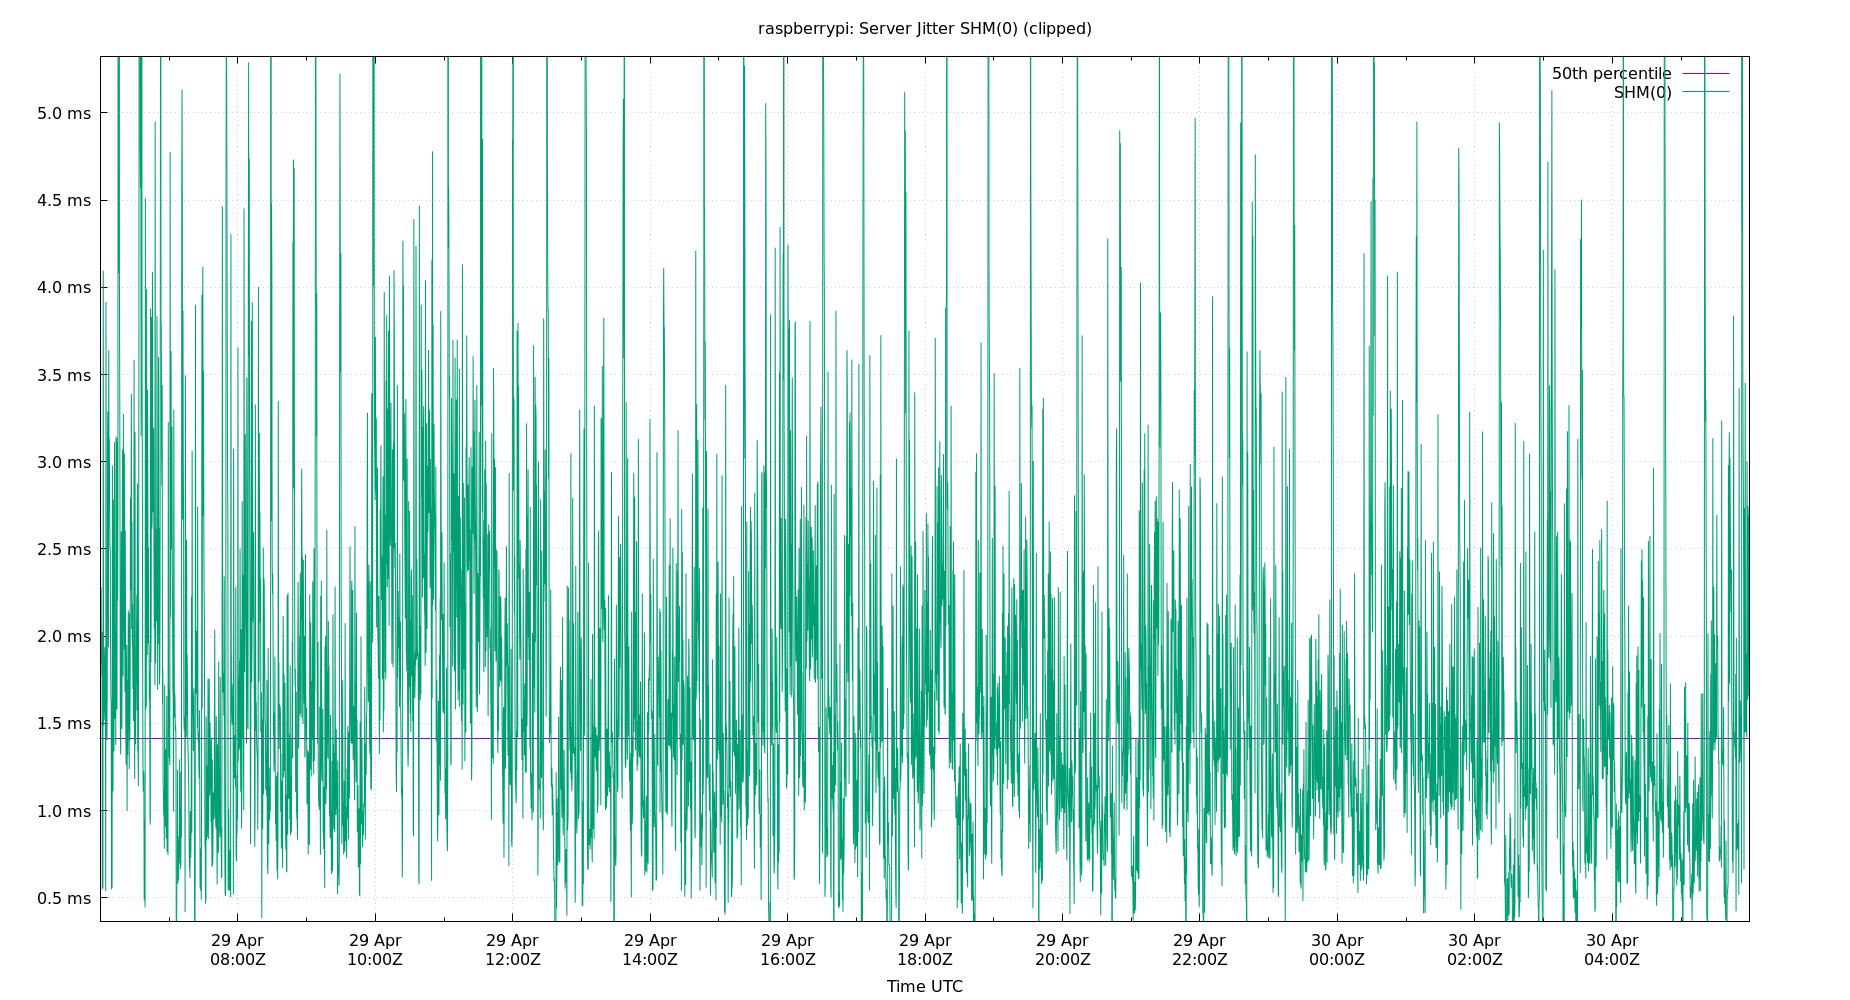 raspberrypi: Server Jitter SHM(0) (clipped)
50th percentile
SHM(0)
5.0 ms
4.5 ms
4.0 ms
3.5 ms
3.0 ms
2.5 ms
2.0 ms
1.5 ms
1.0 ms
0.5 ms
29 Apr 29 Apr 29 Apr 29 Apr 29 Apr 29 Apr 29 Apr 29 Apr 30 Apr 30 Apr 30 Apr
08:00Z 10:00Z 12:00Z 14:00Z 16:00Z 18:00Z 20:00Z 22:00Z 00:00Z 02:00Z 04:00Z
Time UTC